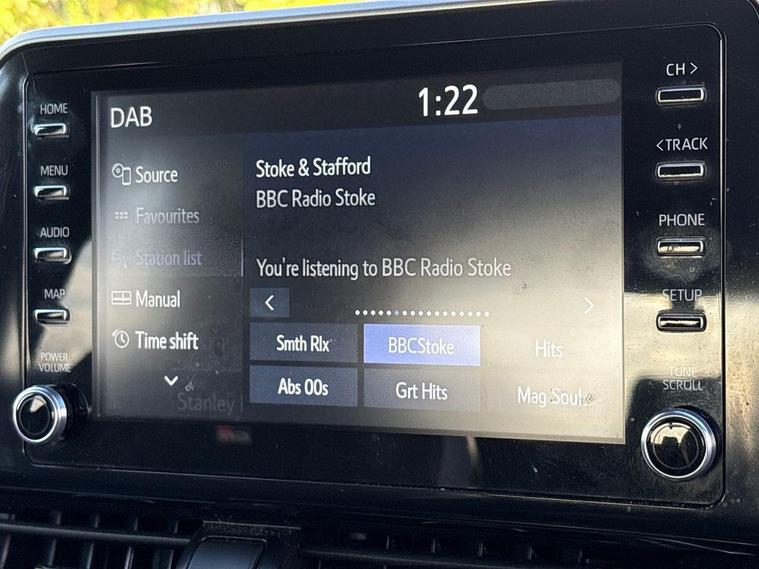 HOME
MENU
AUDIO
MAP
POWER
VOLUME
DAB
1:22
Source
Favourites
Station list
Manual
Time shift
Stoke & Stafford
BBC Radio Stoke
You're listening to BBC Radio Stoke
<
>
Smth Rlx
BBCStoke
Hits
Abs 00s
Grt Hits
Mag Soul
Stanley
CH >
< TRACK
PHONE
SETUP
TUNE
SCROLL